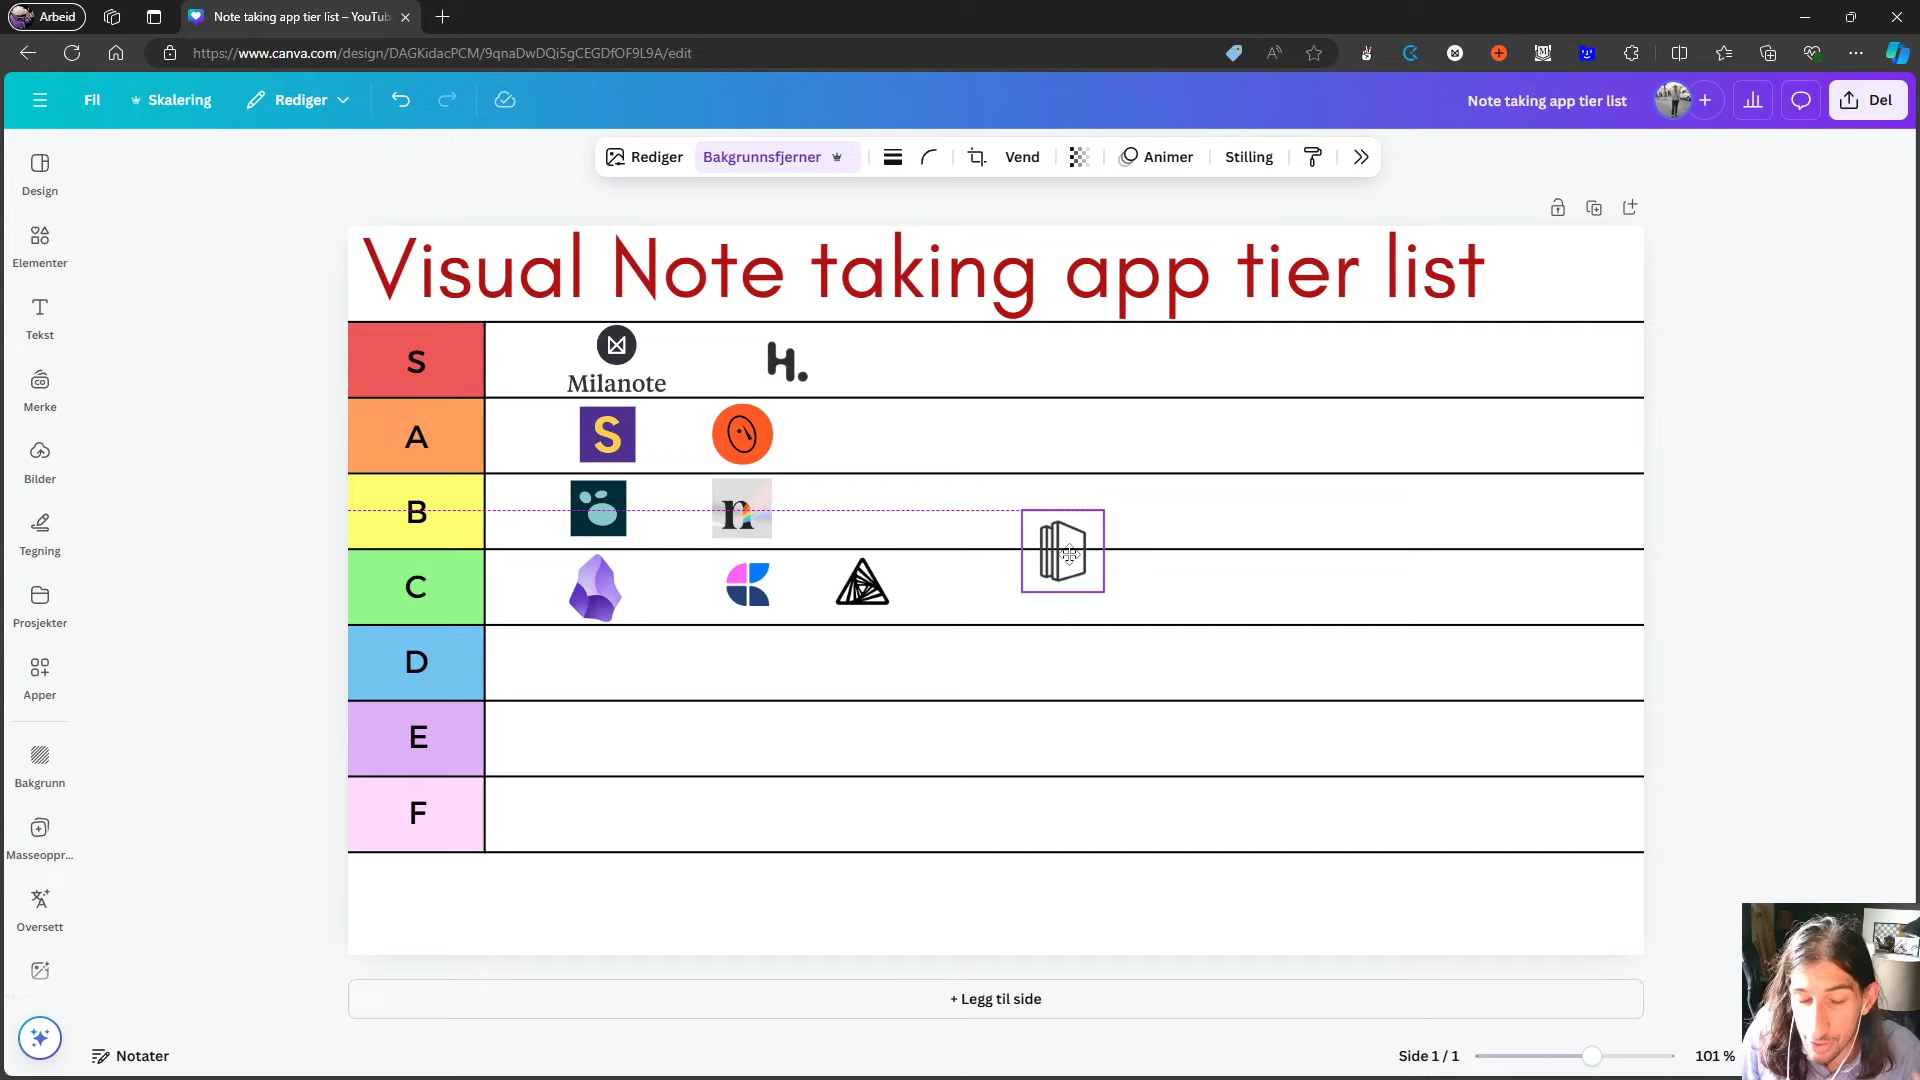 Arbeid
Note taking app tier list – YouTub
https://www.canva.com/design/DAGKidacPCM/9qnaDwDQi5gCEGDfOF9L9A/edit
Fil
Skalering
Rediger
Note taking app tier list
Del
Rediger
Bakgrunnsfjerner
Vend
Animer
Stilling
Design
Elementer
Tekst
Merke
Bilder
Tegning
Prosjekter
Apper
Bakgrunn
Masseoppr...
Oversett
Visual Note taking app tier list
S
Milanote
H.
A
S
B
n
C
D
E
F
+ Legg til side
Notater
Side 1 / 1
101 %